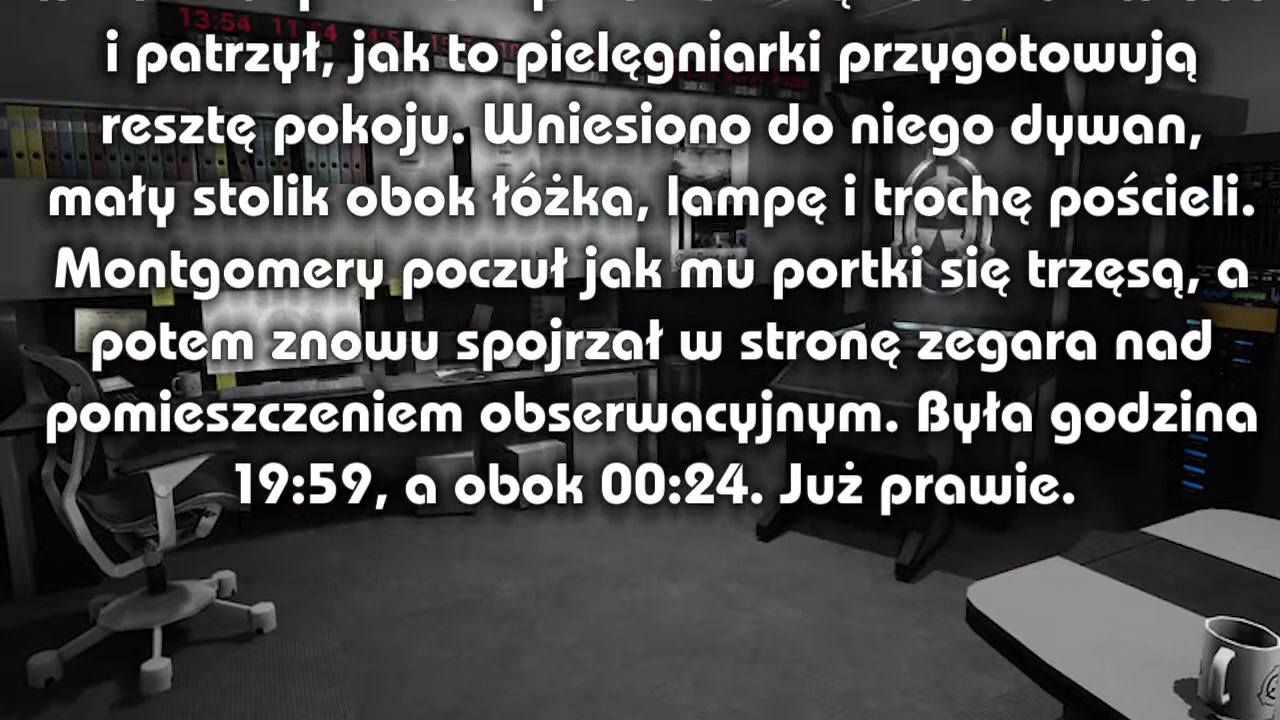 13:54
i patrzył, jak to pielęgniarki przygotowują
resztę pokoju. Wniesiono do niego dywan,
mały stolik obok łóżka, lampę i trochę pościeli.
Montgomery poczuł jak mu portki się trzęsą, a
potem znowu spojrzał w stronę zegara nad
pomieszczeniem obserwacyjnym. Była godzina
19:59, a obok 00:24. Już prawie.